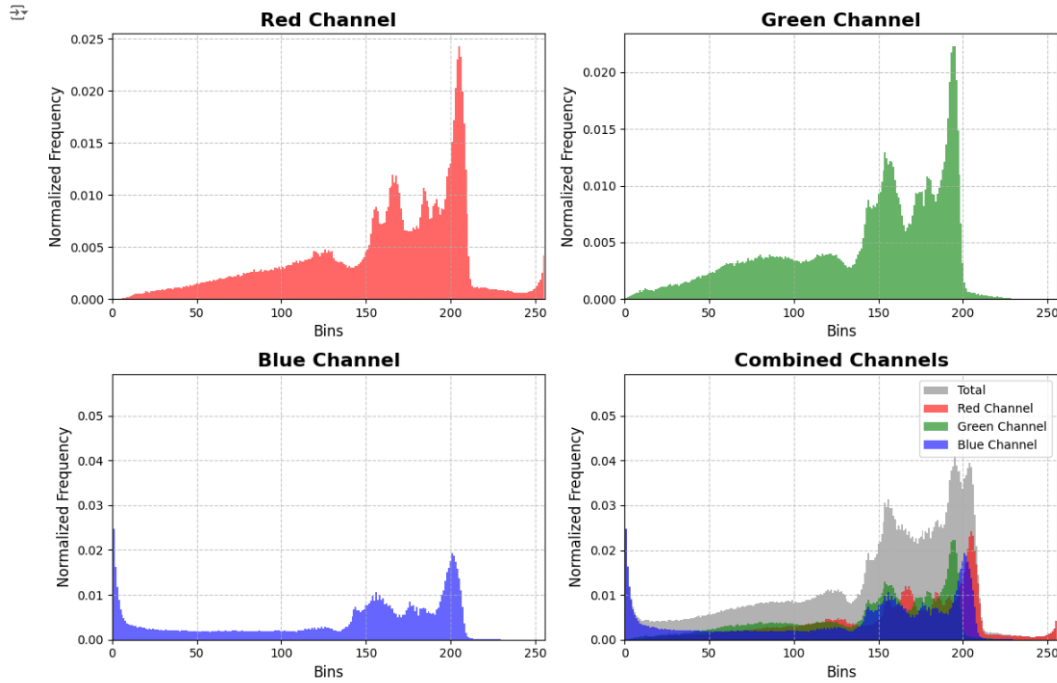 Red Channel
Normalized Frequency
0.025
0.020
0.015
0.010
0.005
0.000
0 50 100 150 200 250
Bins
Green Channel
Normalized Frequency
0.020
0.015
0.010
0.005
0.000
0 50 100 150 200 250
Bins
Blue Channel
Normalized Frequency
0.05
0.04
0.03
0.02
0.01
0.00
0 50 100 150 200 250
Bins
Combined Channels
Total
Red Channel
Green Channel
Blue Channel
Normalized Frequency
0.05
0.04
0.03
0.02
0.01
0.00
0 50 100 150 200 250
Bins